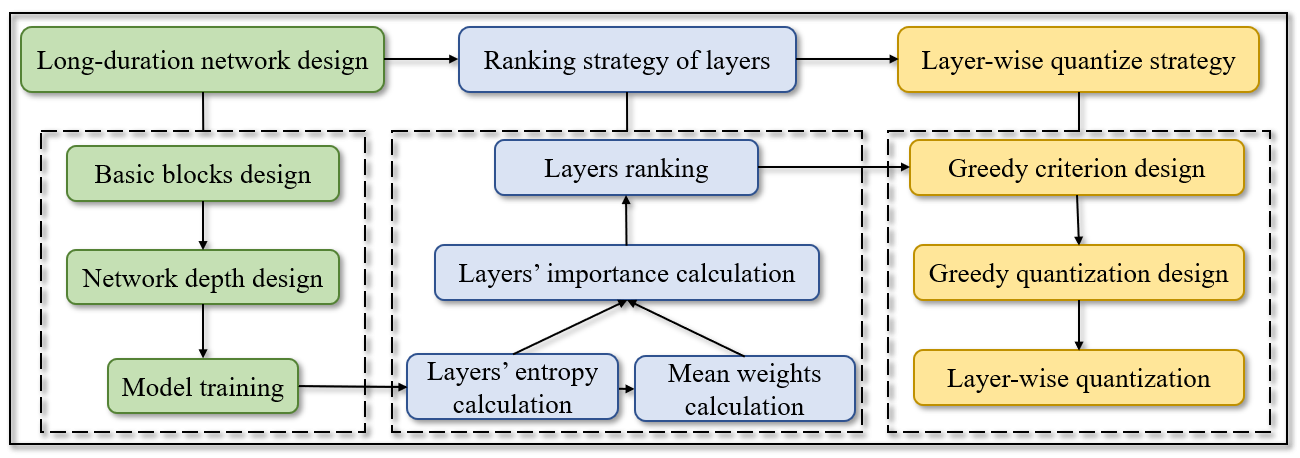 Long-duration network design
Ranking strategy of layers
Layer-wise quantize strategy
Basic blocks design
Network depth design
Model training
Layers ranking
Layers’ importance calculation
Layers’ entropy
calculation
Mean weights
calculation
Greedy criterion design
Greedy quantization design
Layer-wise quantization